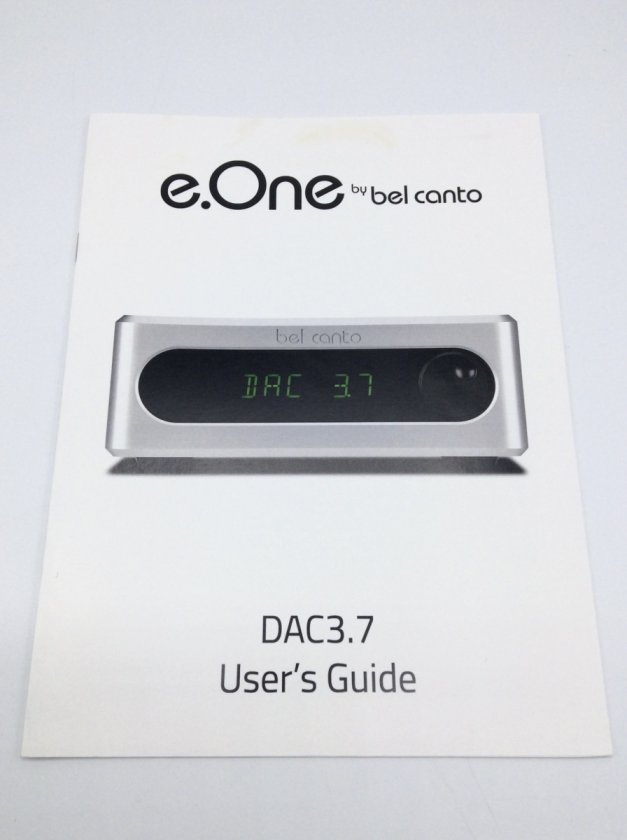 e.One by bel canto
bel canto
DAC 3.7
DAC3.7
User's Guide